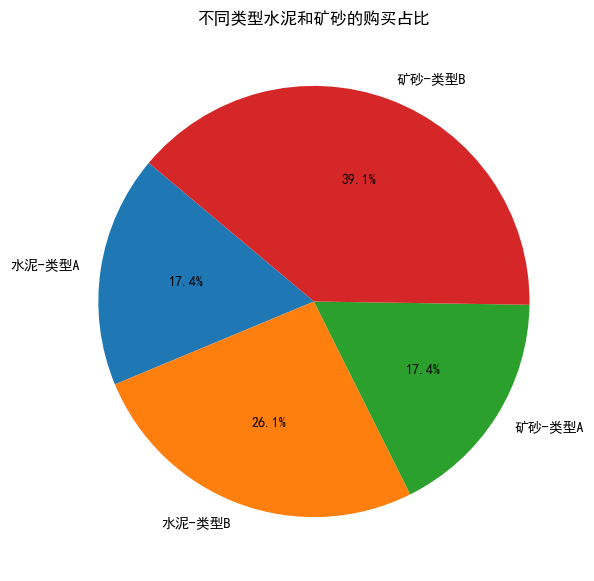 不同类型水泥和矿砂的购买占比
矿砂-类型B
39.1%
水泥-类型A
17.4%
17.4%
26.1%
矿砂-类型A
水泥-类型B